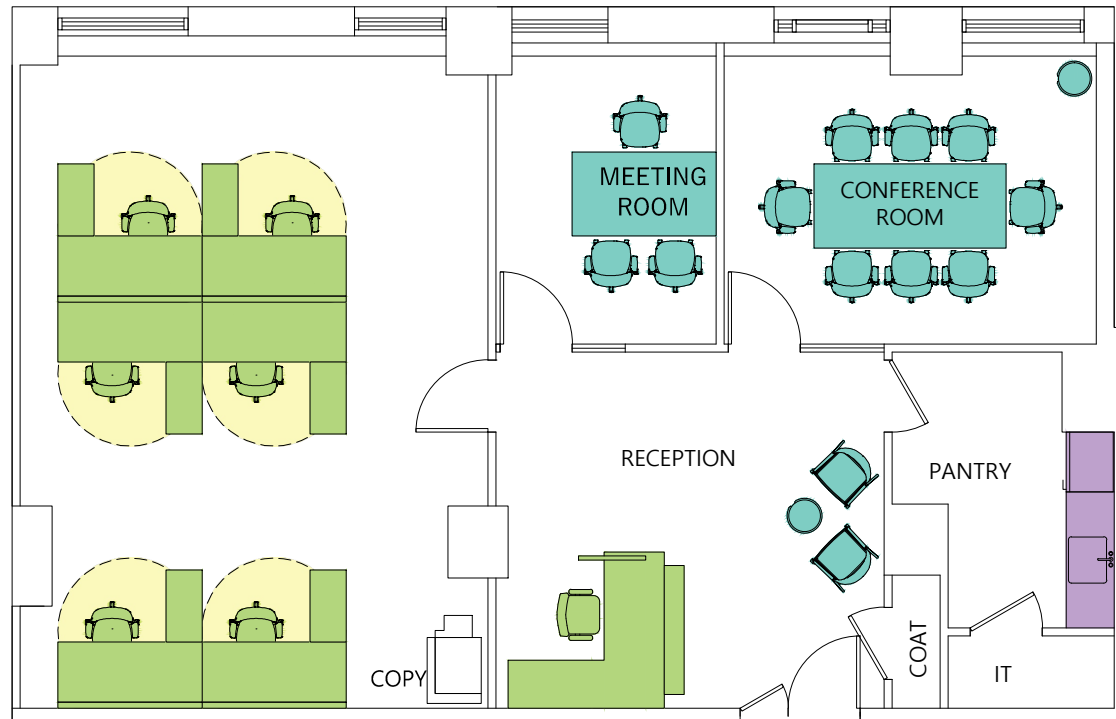 MEETING
ROOM
CONFERENCE
ROOM
RECEPTION
PANTRY
COPY
COAT
IT